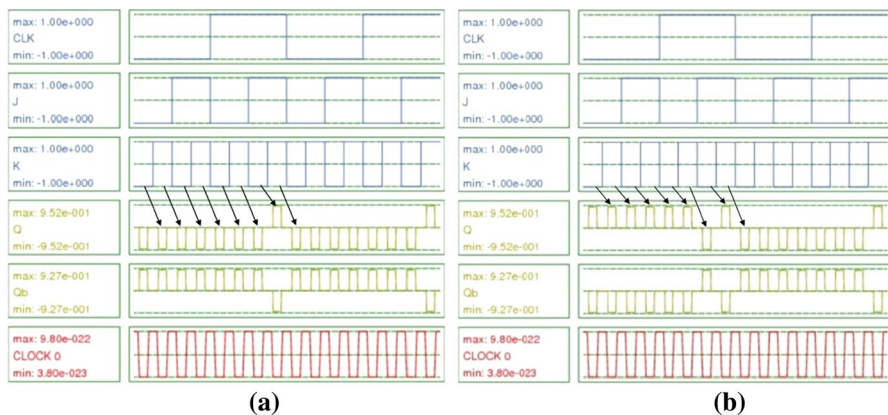 max: 1.00e+000
CLK
min: -1.00e+000
max: 1.00e+000
J
min: -1.00e+000
max: 1.00e+000
K
min: -1.00e+000
max: 9.52e-001
Q
min: -9.52e-001
max: 9.27e-001
Qb
min: -9.27e-001
max: 9.80e-022
CLOCK 0
min: 3.80e-023
(a)
max: 1.00e+000
CLK
min: -1.00e+000
max: 1.00e+000
J
min: -1.00e+000
max: 1.00e+000
K
min: -1.00e+000
max: 9.52e-001
Q
min: -9.52e-001
max: 9.27e-001
Qb
min: -9.27e-001
max: 9.80e-022
CLOCK 0
min: 3.80e-023
(b)